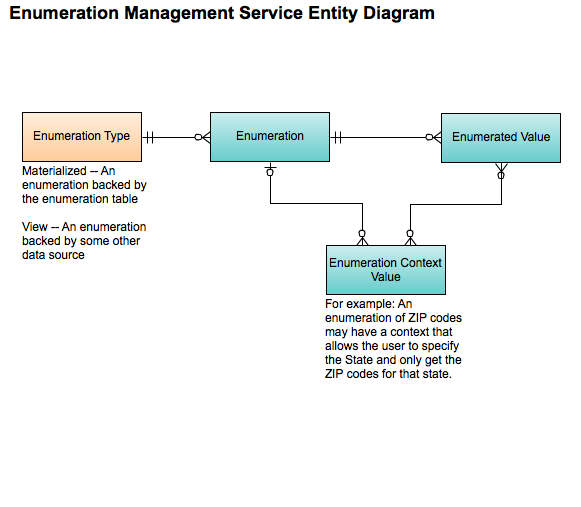 Enumeration Management Service Entity Diagram
Enumeration Type
Enumeration
Enumerated Value
Materialized -- An
enumeration backed by
the enumeration table
View -- An enumeration
backed by some other
data source
Enumeration Context
Value
For example: An
enumeration of ZIP codes
may have a context that
allows the user to specify
the State and only get the
ZIP codes for that state.